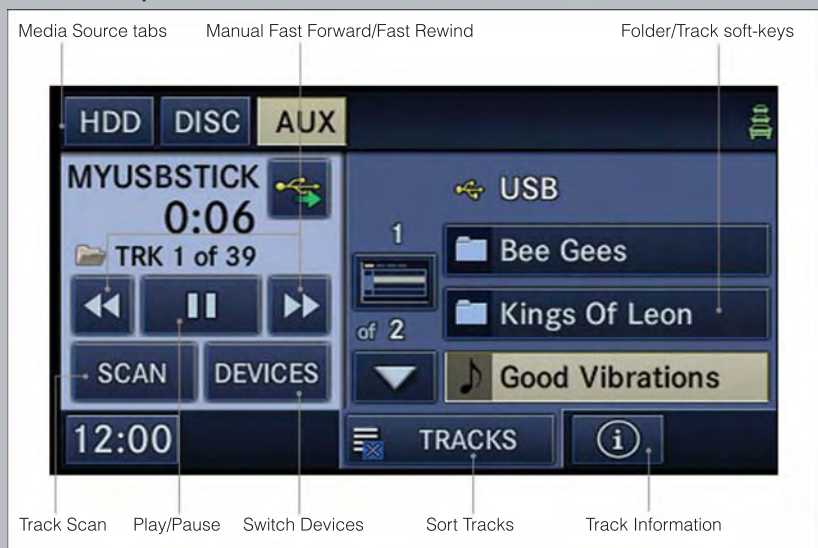 Media Source tabs
Manual Fast Forward/Fast Rewind
Folder/Track soft-keys
HDD
DISC
AUX
MYUSBSTICK
0:06
TRK 1 of 39
SCAN
DEVICES
12:00
USB
1
of 2
Bee Gees
Kings Of Leon
Good Vibrations
TRACKS
i
Track Scan
Play/Pause
Switch Devices
Sort Tracks
Track Information